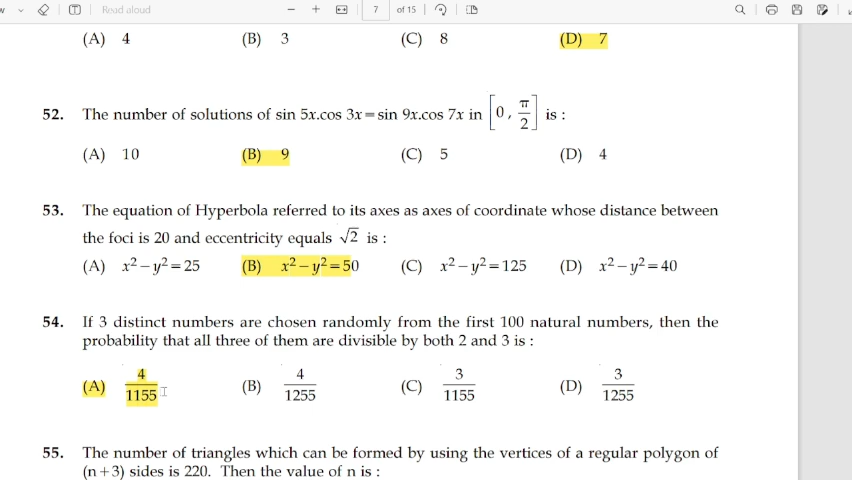 Read aloud 7 of 15
(A) 4 (B) 3 (C) 8 (D) 7
52. The number of solutions of sin 5x.cos 3x = sin 9x.cos 7x in [0, π/2] is :
(A) 10 (B) 9 (C) 5 (D) 4
53. The equation of Hyperbola referred to its axes as axes of coordinate whose distance between
the foci is 20 and eccentricity equals √2 is :
(A) x² − y² = 25 (B) x² − y² = 50 (C) x² − y² = 125 (D) x² − y² = 40
54. If 3 distinct numbers are chosen randomly from the first 100 natural numbers, then the
probability that all three of them are divisible by both 2 and 3 is :
(A) 4/1155 (B) 4/1255 (C) 3/1155 (D) 3/1255
55. The number of triangles which can be formed by using the vertices of a regular polygon of
(n+3) sides is 220. Then the value of n is :